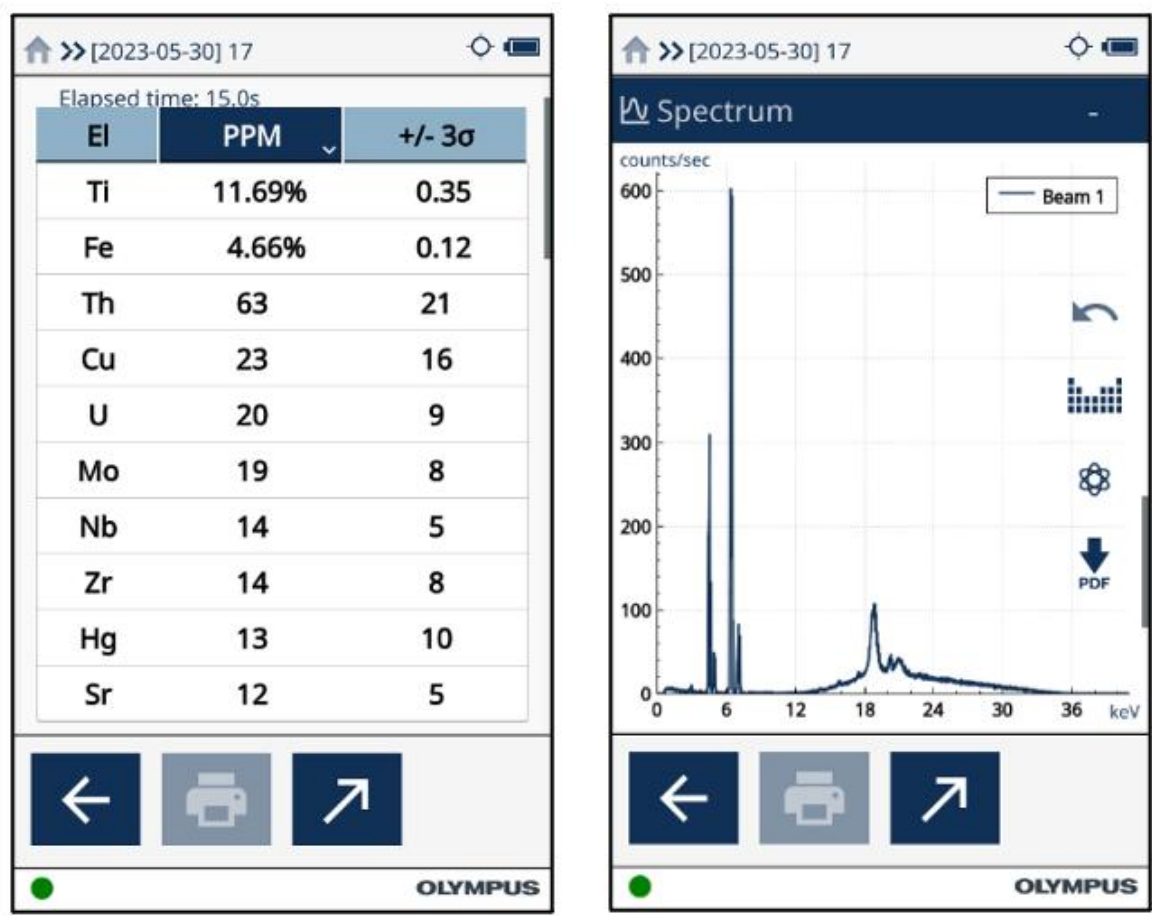 [2023-05-30] 17
Elapsed time: 15.0s
El PPM +/- 3σ
Ti 11.69% 0.35
Fe 4.66% 0.12
Th 63 21
Cu 23 16
U 20 9
Mo 19 8
Nb 14 5
Zr 14 8
Hg 13 10
Sr 12 5
OLYMPUS
[2023-05-30] 17
Spectrum -
counts/sec
600
Beam 1
500
400
300
200
PDF
100
0
0 6 12 18 24 30 36 keV
OLYMPUS